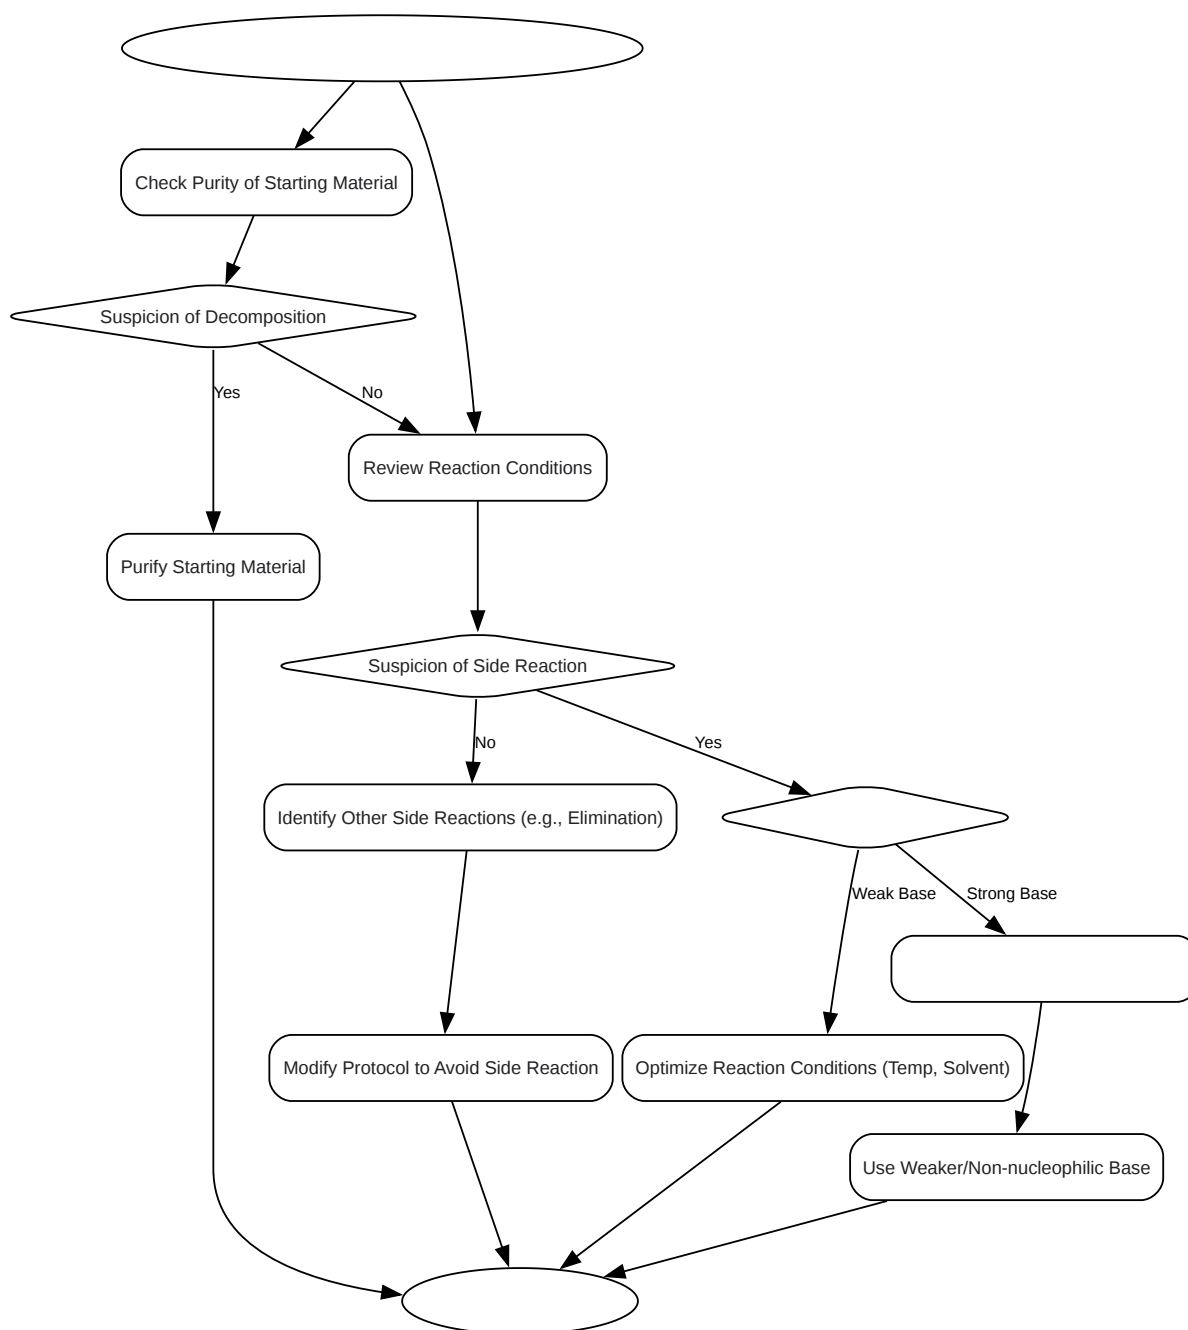 Check Purity of Starting Material
Suspicion of Decomposition
Yes
No
Review Reaction Conditions
Purify Starting Material
Suspicion of Side Reaction
No
Yes
Identify Other Side Reactions (e.g., Elimination)
Weak Base
Strong Base
Modify Protocol to Avoid Side Reaction
Optimize Reaction Conditions (Temp, Solvent)
Use Weaker/Non-nucleophilic Base